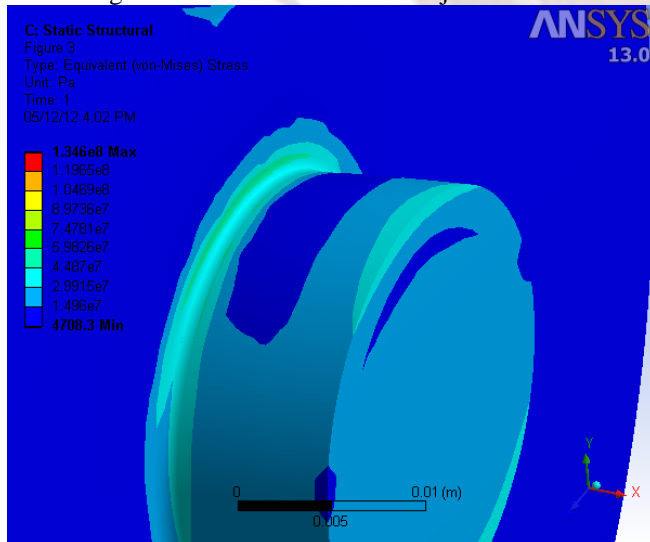 ANSYS
13.0
C: Static Structural
Figure 3
Type: Equivalent (von-Mises) Stress
Unit: Pa
Time: 1
06/12/12 4:02 PM
1.346e8 Max
1.1965e8
1.0469e8
8.9736e7
7.4781e7
5.9826e7
4.487e7
2.9915e7
1.496e7
4708.3 Min
0
0.01 (m)
0.005
Y
X